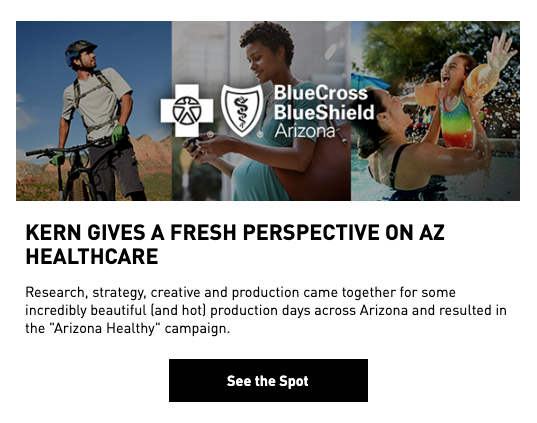 BlueCross
BlueShield
Arizona
KERN GIVES A FRESH PERSPECTIVE ON AZ
HEALTHCARE
Research, strategy, creative and production came together for some
incredibly beautiful (and hot) production days across Arizona and resulted in
the "Arizona Healthy" campaign.
See the Spot